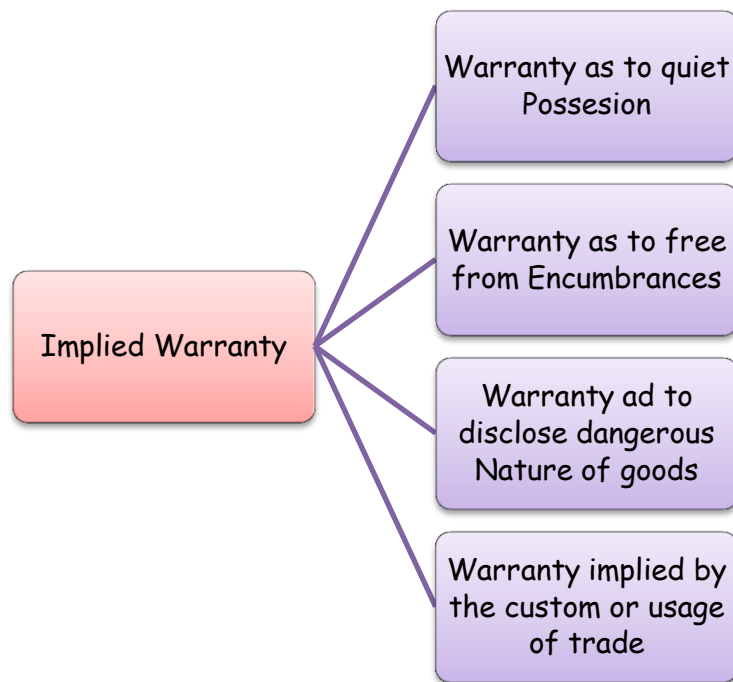 Implied Warranty
Warranty as to quiet
Possesion
Warranty as to free
from Encumbrances
Warranty ad to
disclose dangerous
Nature of goods
Warranty implied by
the custom or usage
of trade